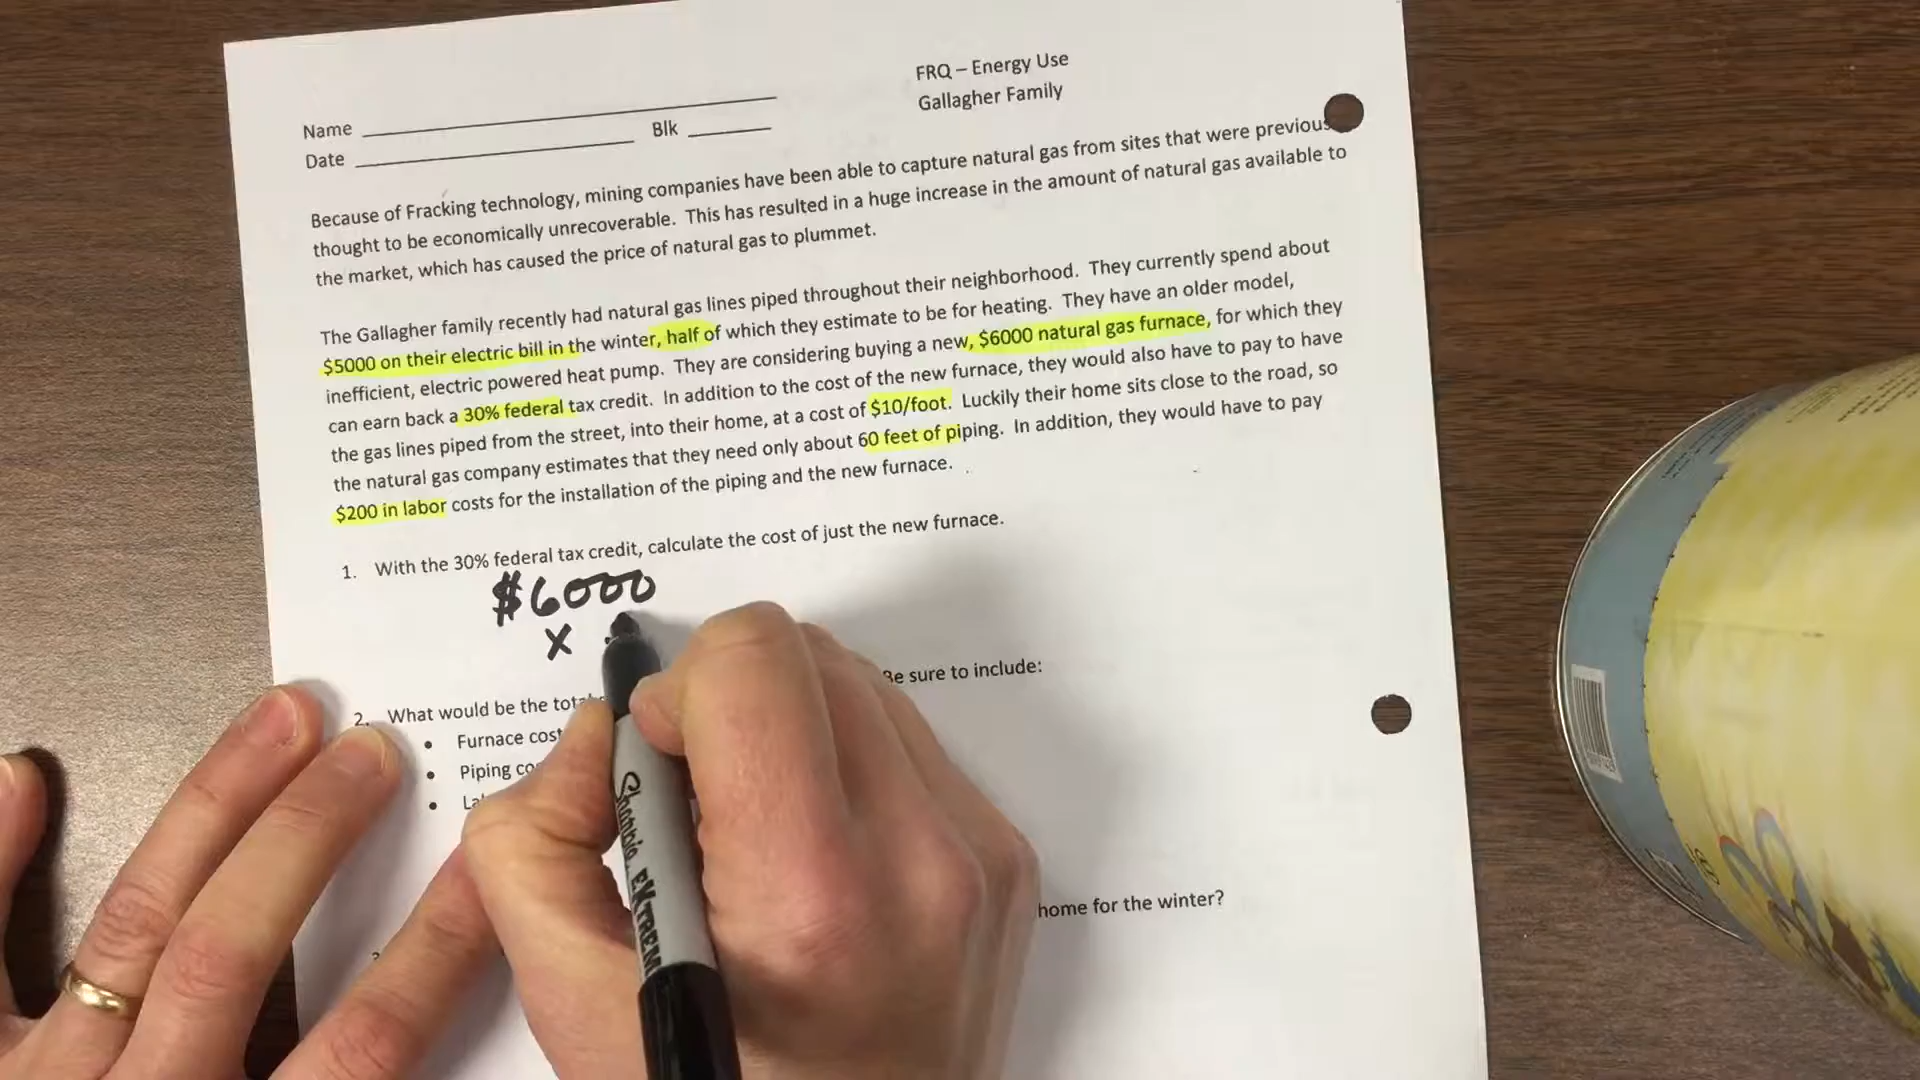 FRQ – Energy Use
Gallagher Family
Name
Date Blk
Because of Fracking technology, mining companies have been able to capture natural gas from sites that were
thought to be economically unrecoverable. This has resulted in a huge increase in the amount of natural gas available to
the market, which has caused the price of natural gas to plummet.
The Gallagher family recently had natural gas lines piped throughout their neighborhood. They currently spend about
$5000 on their electric bill in the winter, half of which they estimate to be for heating. They have an older model,
inefficient, electric powered heat pump. They are considering buying a new, $6000 natural gas furnace, for which they
can earn back a 30% federal tax credit. In addition to the cost of the new furnace, they would also have to pay to have
the gas lines piped from the street, into their home, at a cost of $10/foot. Luckily their home sits close to the road, so
the natural gas company estimates that they need only about 60 feet of piping. In addition, they would have to pay
$200 in labor costs for the installation of the piping and the new furnace.
1. With the 30% federal tax credit, calculate the cost of just the new furnace.
$6000
x
2. What would be the Be sure to include:
• Furnace cost
• Piping
•
home for the winter?
Sharpie